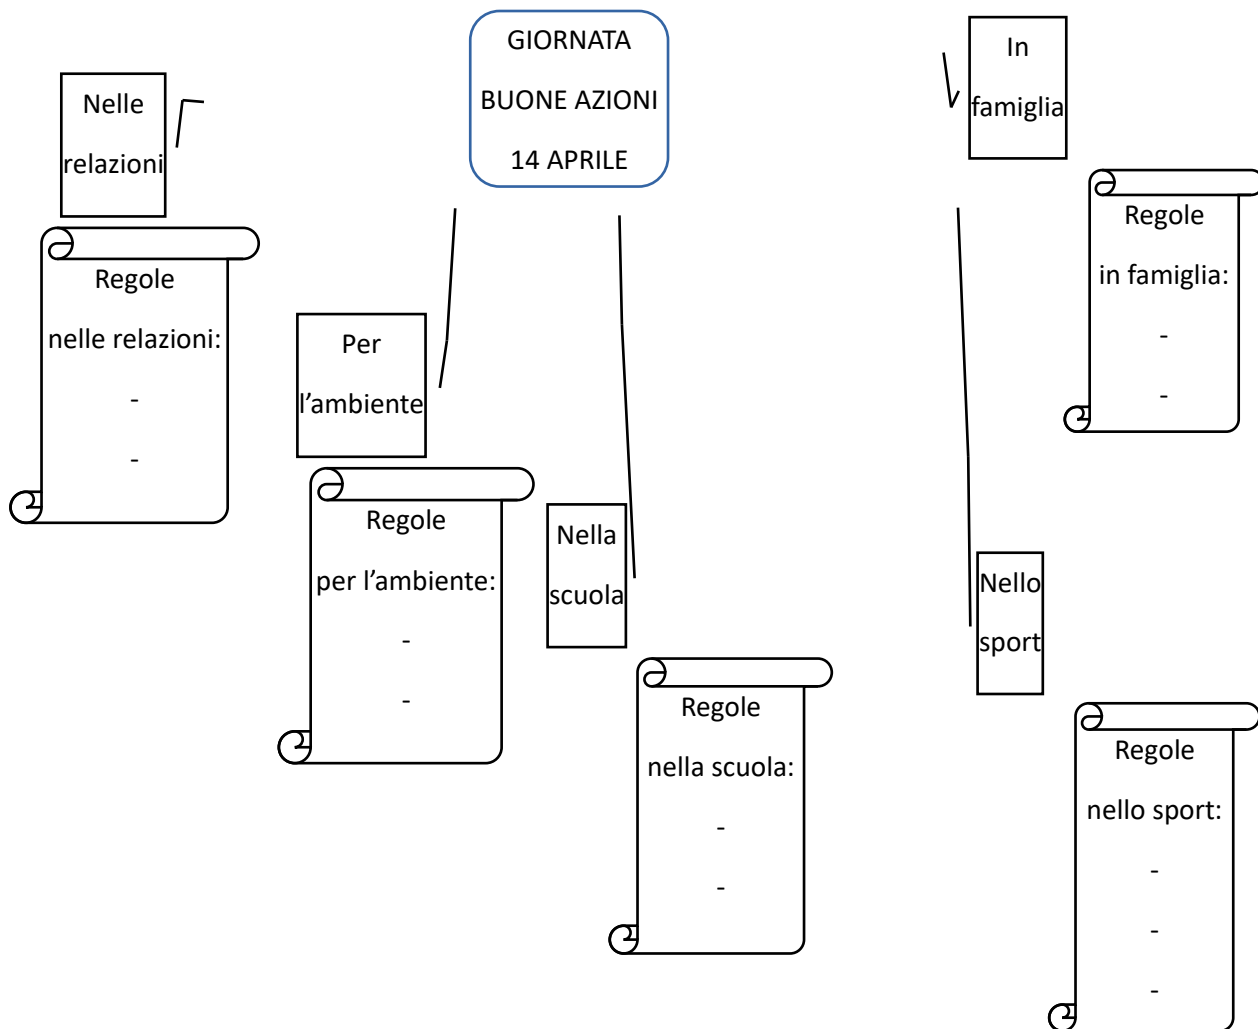 GIORNATA
BUONE AZIONI
14 APRILE
Nelle
relazioni
Regole
nelle relazioni:
-
-
Per
l’ambiente
Regole
per l’ambiente:
-
-
Nella
scuola
Regole
nella scuola:
-
-
In
famiglia
Regole
in famiglia:
-
-
Nello
sport
Regole
nello sport:
-
-
-